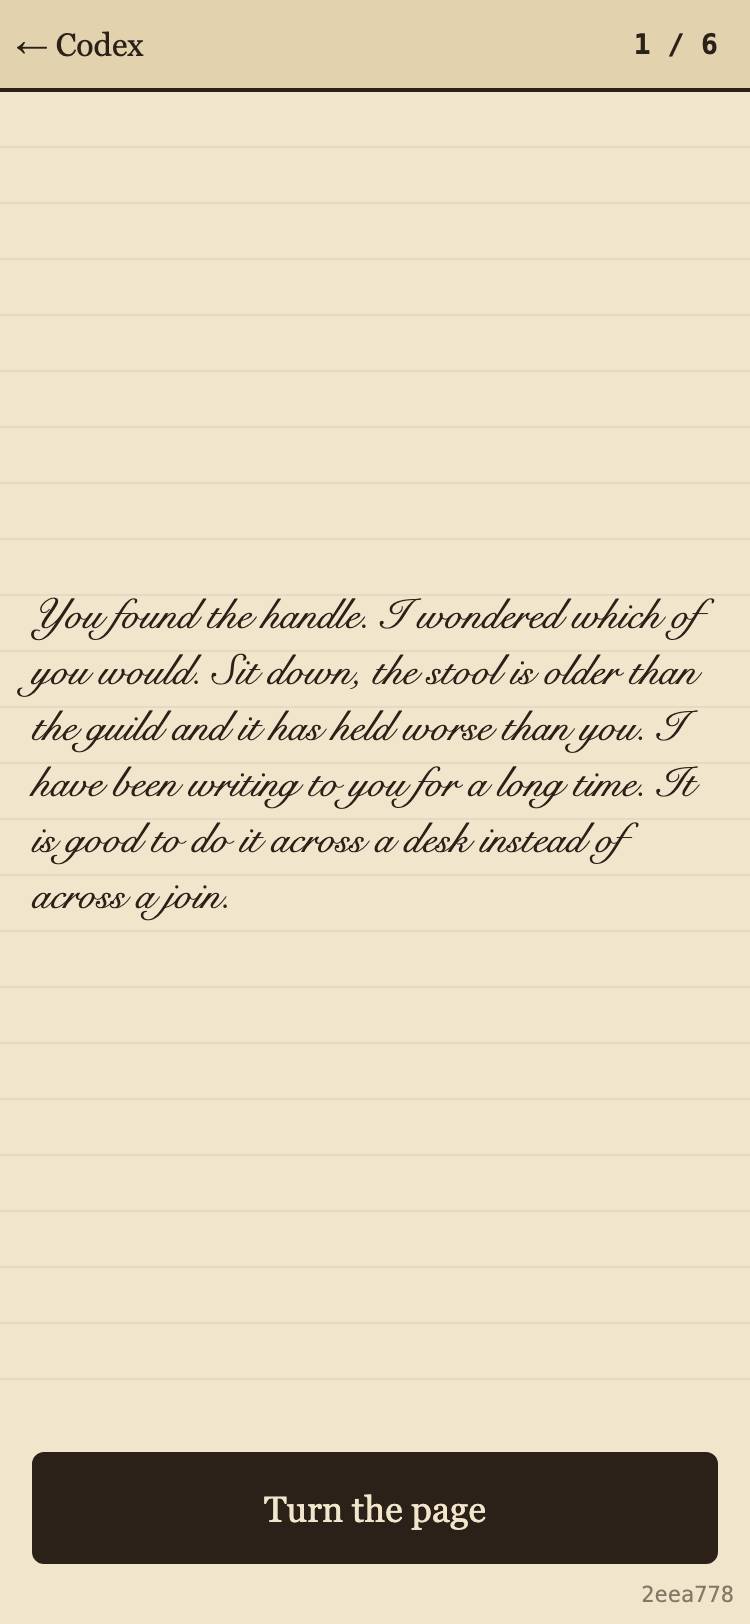 ← Codex
1 / 6
You found the handle. I wondered which of
you would. Sit down, the stool is older than
the guild and it has held worse than you. I
have been writing to you for a long time. It
is good to do it across a desk instead of
across a join.
Turn the page
2eea778